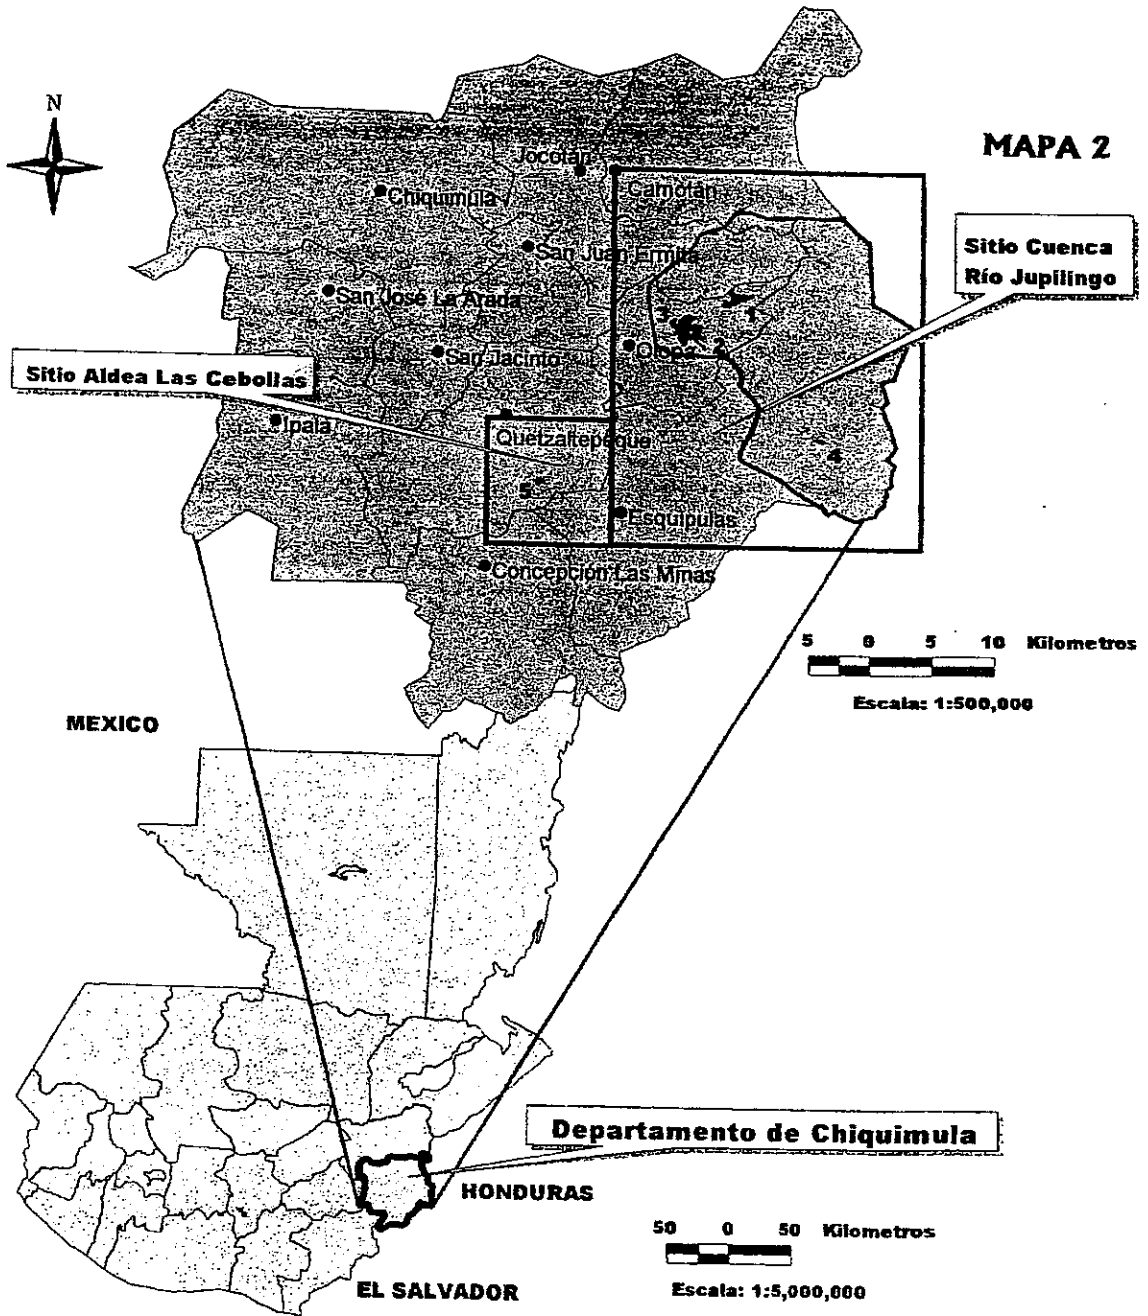 N
MAPA 2
Jocotán
Camotán
Chiquimula
Sitio Cuenca
Río Jupilingo
San Juan Ermita
San José La Arada
3
1
2
Olopa
San Jacinto
Sitio Aldea Las Cebollas
Ipala
Quetzaltepeque
4
5
Esquipulas
Concepción Las Minas
5 0 5 10 Kilometros
Escala: 1:500,000
MEXICO
Departamento de Chiquimula
HONDURAS
50 0 50 Kilometros
EL SALVADOR
Escala: 1:5,000,000